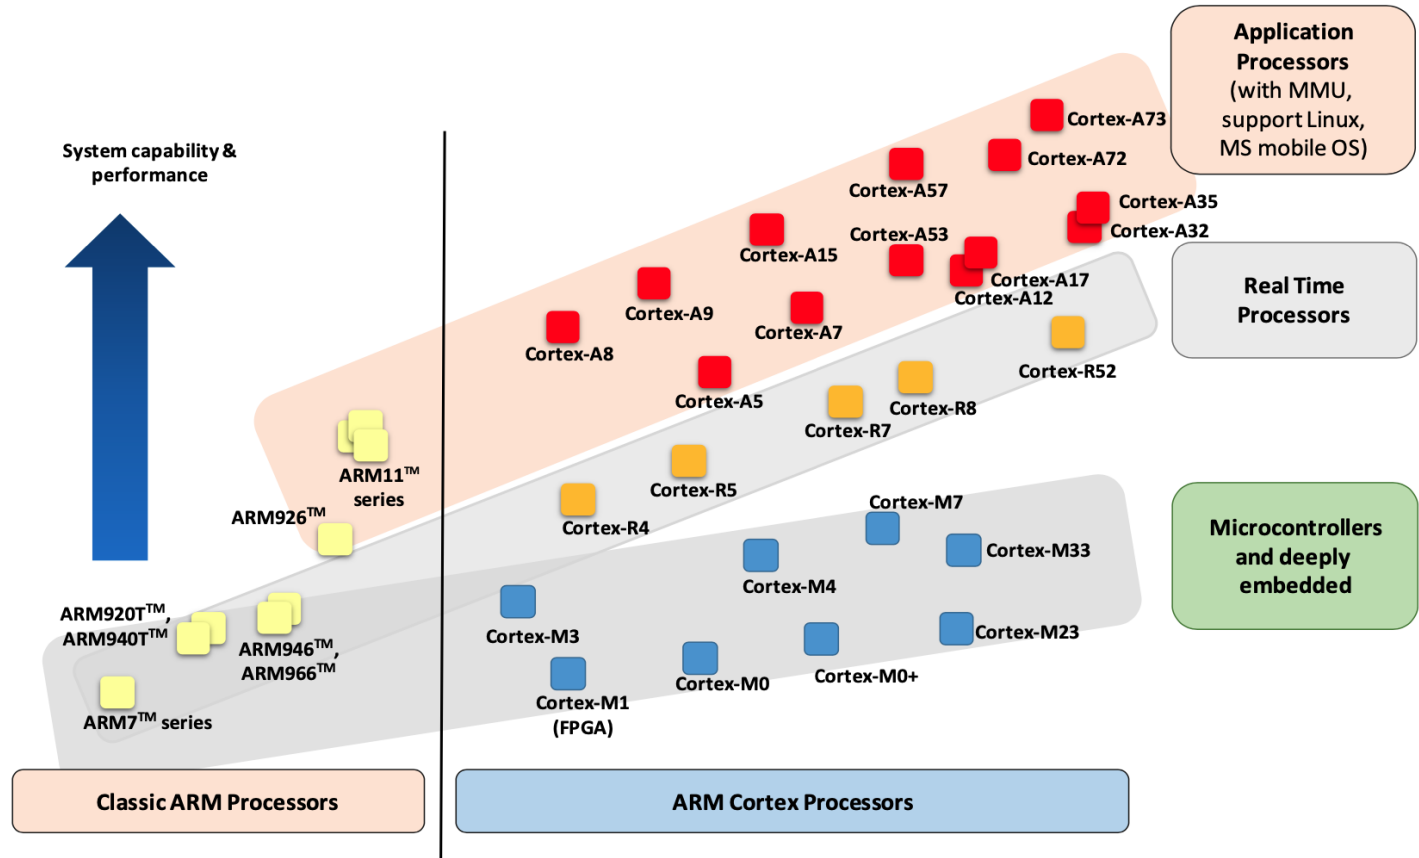 Application
Processors
(with MMU,
support Linux,
MS mobile OS)
System capability &
performance
Cortex-A73
Cortex-A72
Cortex-A57
Cortex-A35
Cortex-A32
Cortex-A53
Cortex-A15
Cortex-A17
Cortex-A12
Cortex-A9
Cortex-A7
Cortex-A8
Cortex-A5
Real Time
Processors
Cortex-R52
Cortex-R8
Cortex-R7
Cortex-R5
Cortex-R4
ARM11™
series
ARM926™
Cortex-M7
Cortex-M33
Cortex-M4
Microcontrollers
and deeply
embedded
ARM920T™,
ARM940T™
ARM946™,
ARM966™
Cortex-M3
Cortex-M23
Cortex-M0+
Cortex-M0
Cortex-M1
(FPGA)
ARM7™ series
Classic ARM Processors
ARM Cortex Processors